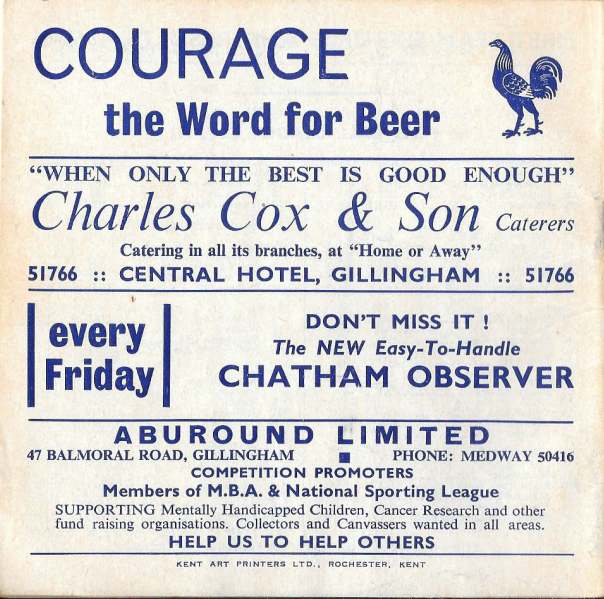 COURAGE
the Word for Beer
“WHEN ONLY THE BEST IS GOOD ENOUGH”
Charles Cox & Son Caterers
Catering in all its branches, at “Home or Away”
51766 :: CENTRAL HOTEL, GILLINGHAM :: 51766
every
Friday
DON'T MISS IT !
The NEW Easy-To-Handle
CHATHAM OBSERVER
ABUROUND LIMITED
47 BALMORAL ROAD, GILLINGHAM PHONE: MEDWAY 50416
COMPETITION PROMOTERS
Members of M.B.A. & National Sporting League
SUPPORTING Mentally Handicapped Children, Cancer Research and other
fund raising organisations. Collectors and Canvassers wanted in all areas.
HELP US TO HELP OTHERS
KENT ART PRINTERS LTD., ROCHESTER, KENT